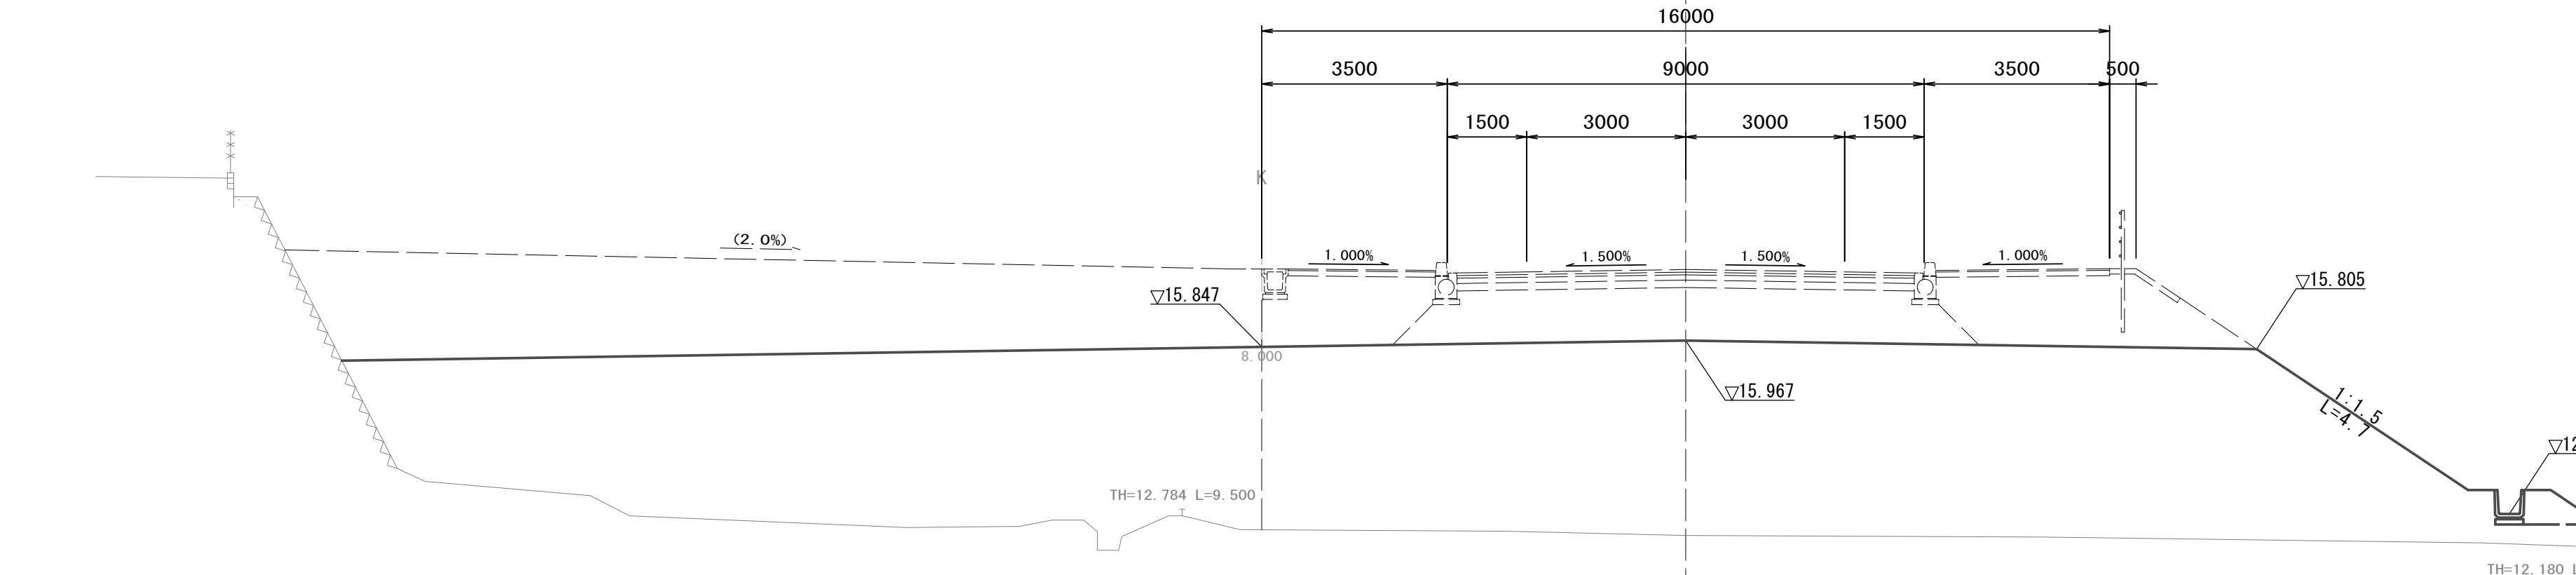 16000
3500 9000 3500 500
1500 3000 3000 1500
K
(2.0%)
1.000% 1.500% 1.500% 1.000%
▽15.847
▽15.805
8.000
▽15.967
1:1.5
L=4.7
▽12
TH=12.784 L=9.500
TH=12.180 L